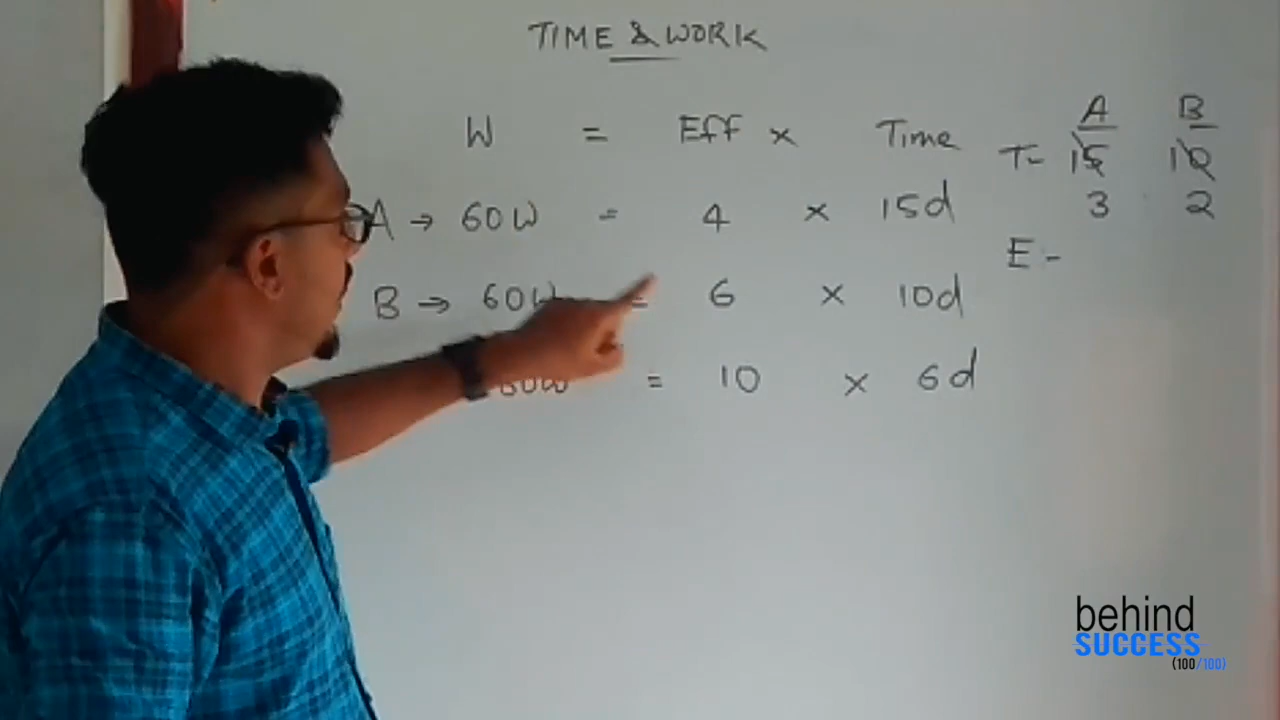 TIME & WORK
W = Eff × Time
A → 60W = 4 × 15d
B → 60W = 6 × 10d
60W = 10 × 6d
A B
T- 15 10
3 2
E -
behind
SUCCESS
(100/100)